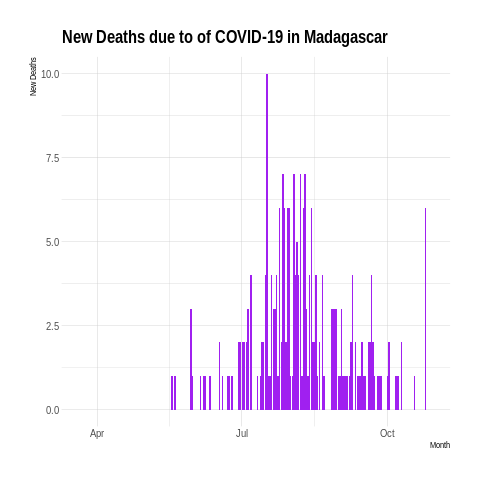 New Deaths due to of COVID-19 in Madagascar
New Deaths
10.0
7.5
5.0
2.5
0.0
Apr
Jul
Oct
Month